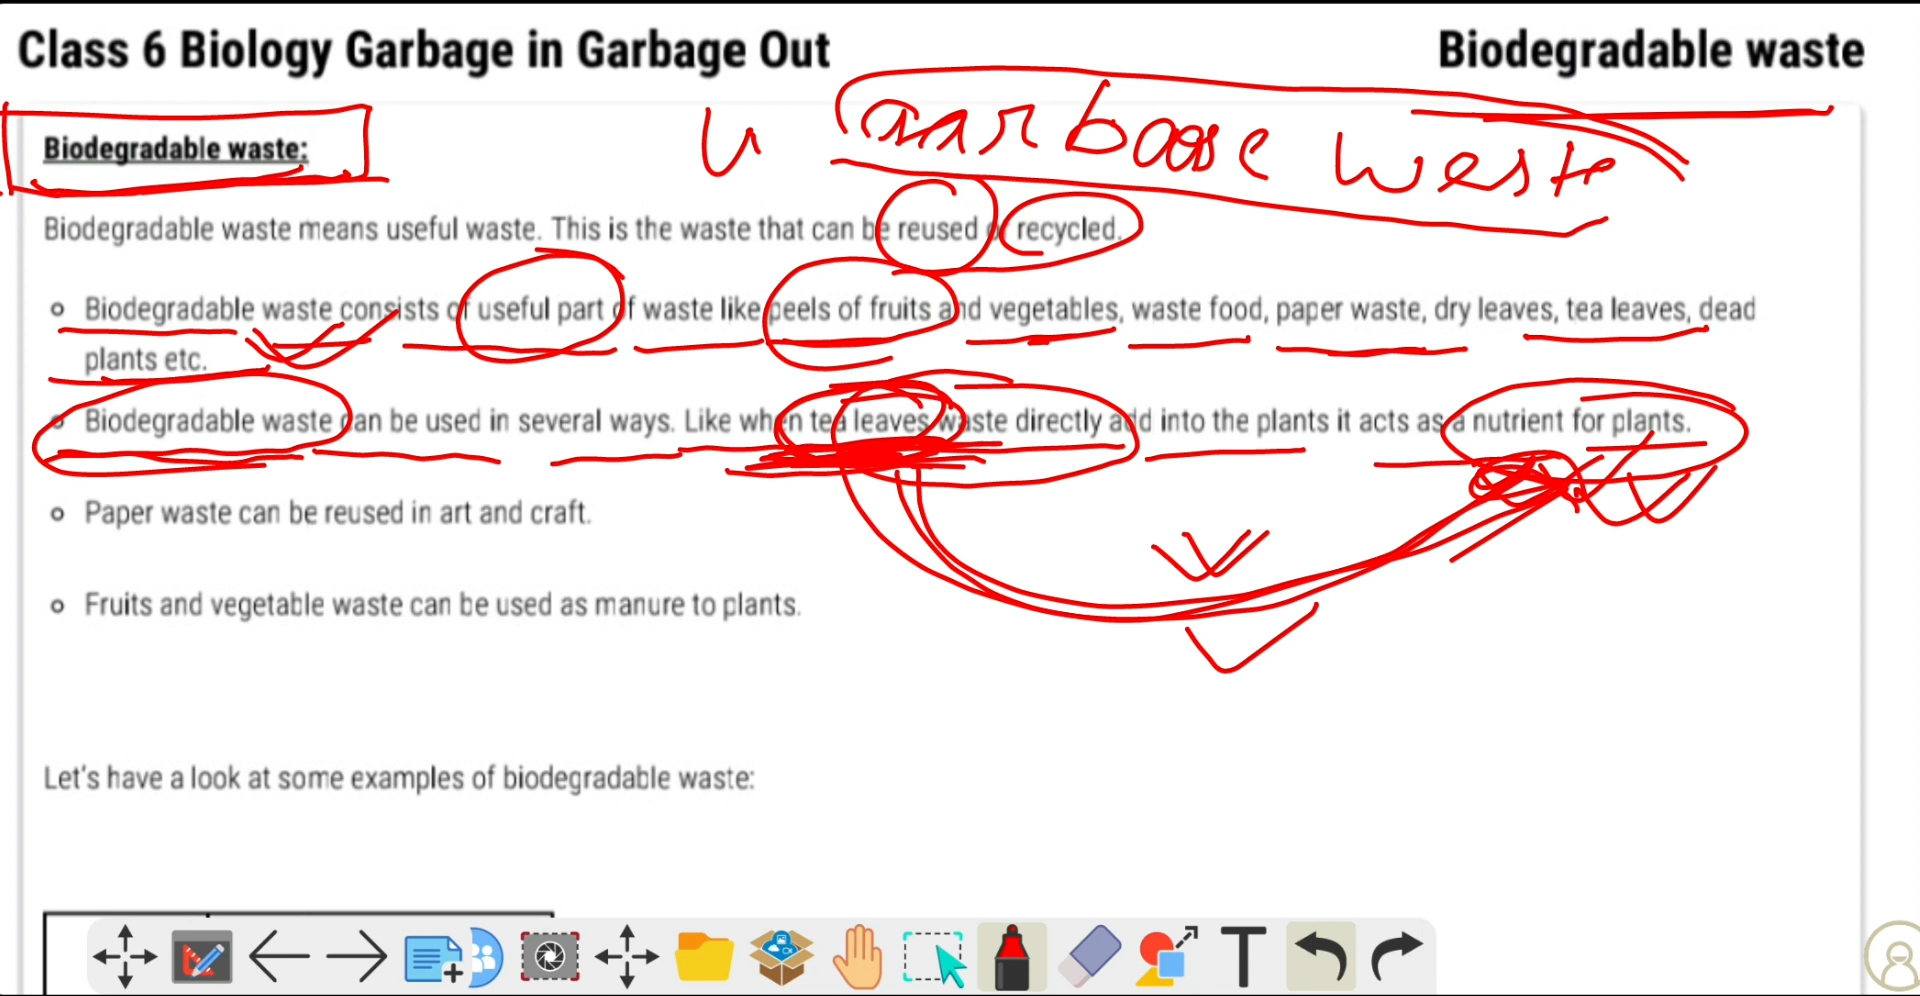 Class 6 Biology Garbage in Garbage Out
Biodegradable waste
Biodegradable waste:
Biodegradable waste means useful waste. This is the waste that can be reused or recycled.
Biodegradable waste consists of useful part of waste like peels of fruits and vegetables, waste food, paper waste, dry leaves, tea leaves, dead
plants etc.
Biodegradable waste can be used in several ways. Like when tea leaves waste directly add into the plants it acts as a nutrient for plants.
Paper waste can be reused in art and craft.
Fruits and vegetable waste can be used as manure to plants.
Let's have a look at some examples of biodegradable waste: